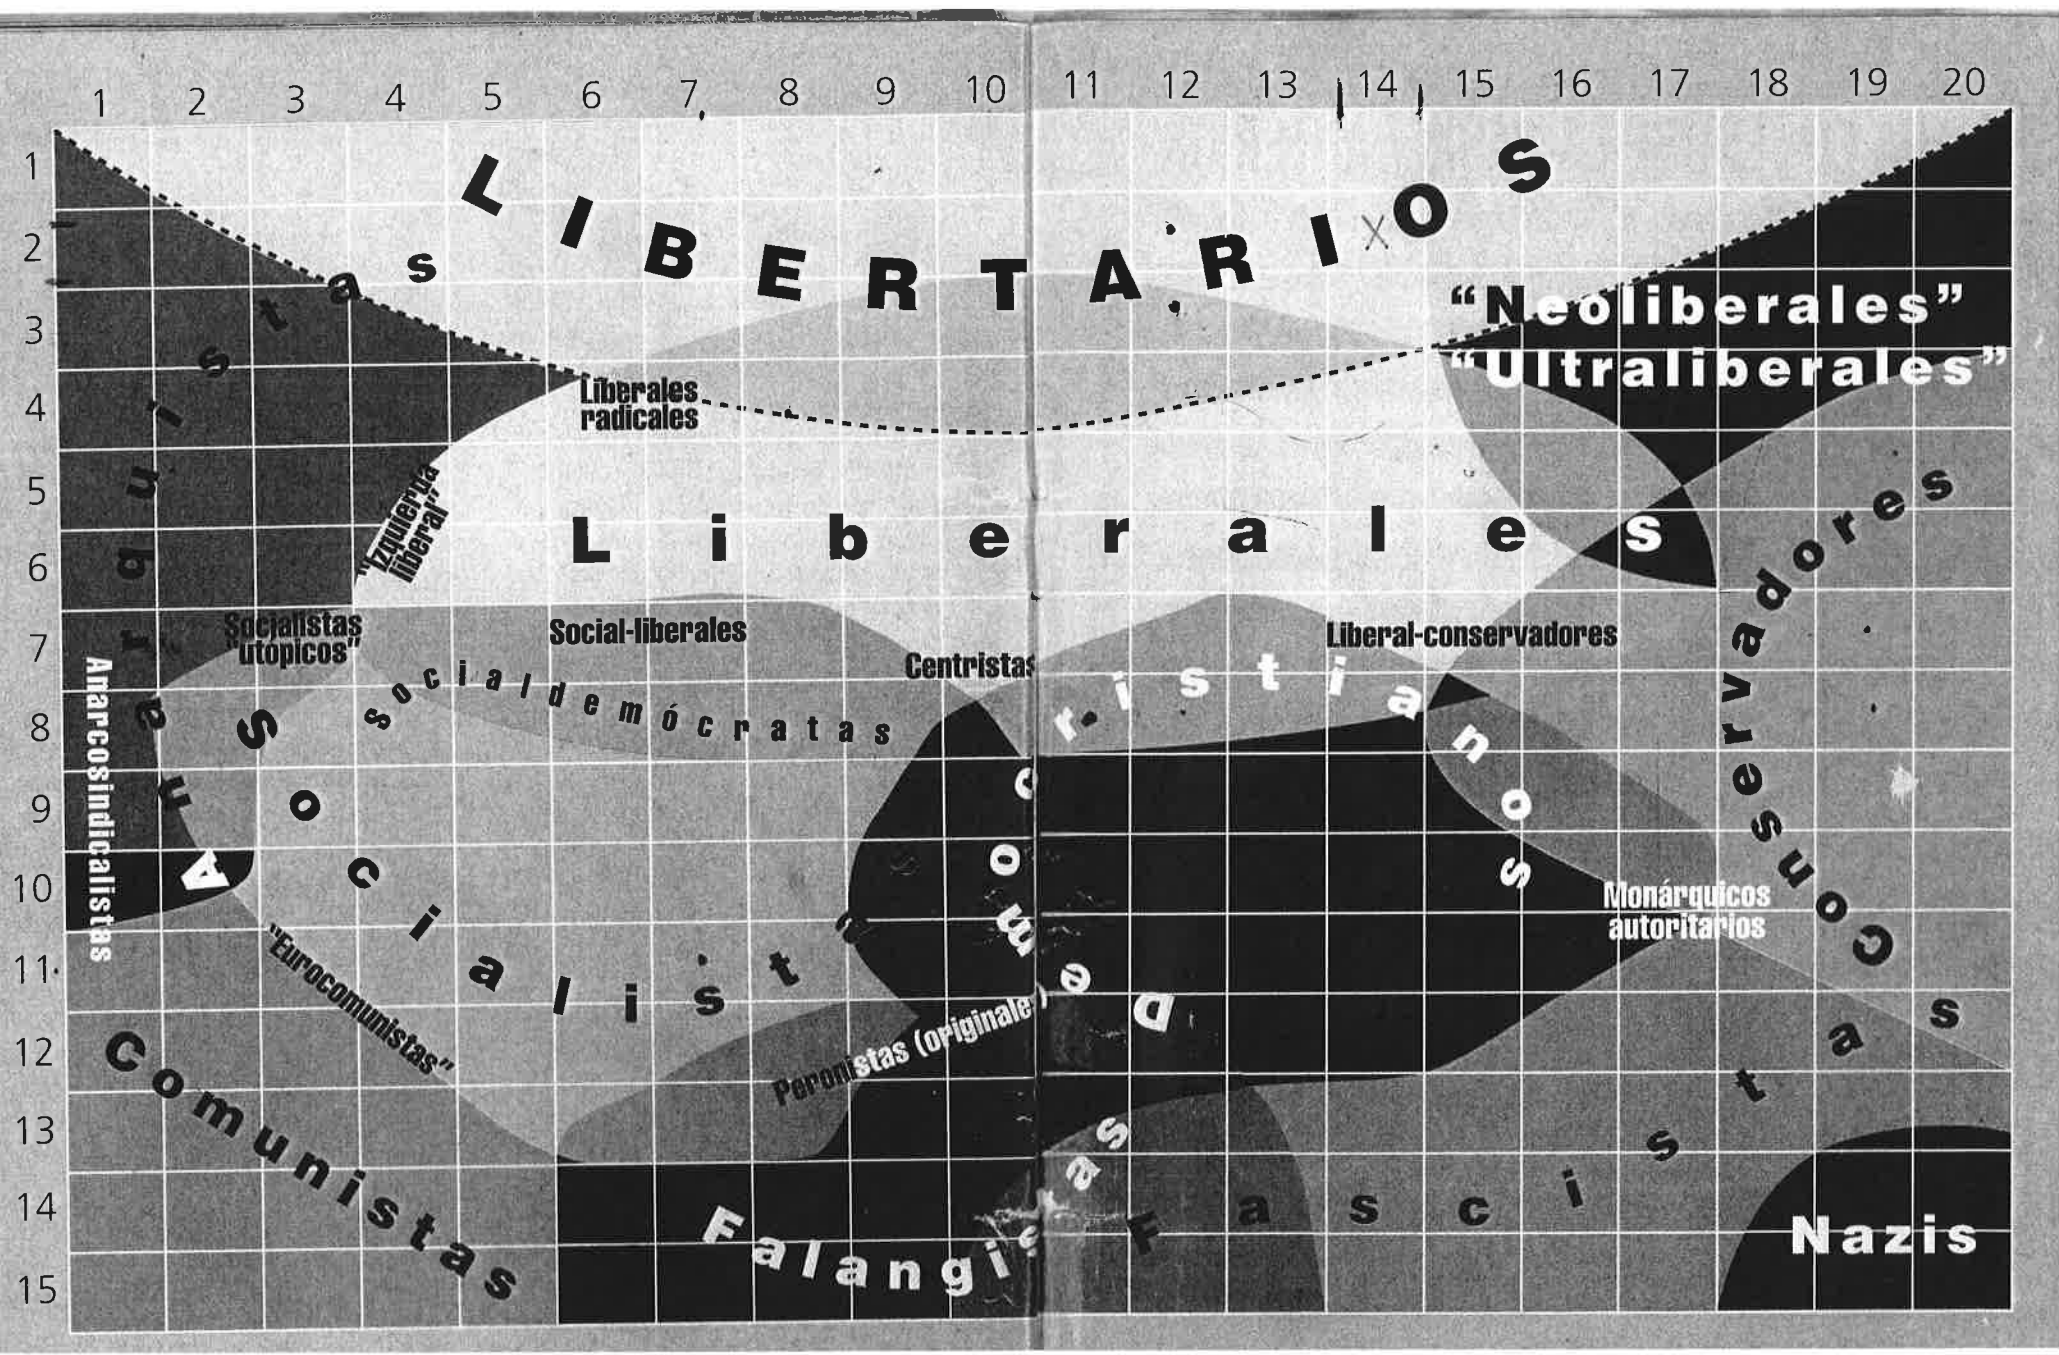 1 2 3 4 5 6 7 8 9 10 11 12 13 14 15 16 17 18 19 20
1
2
3
4
5
6
7
8
9
10
11
12
13
14
15
LIBERTARIOS
Anarquistas
"Neoliberales"
"Ultraliberales"
Liberales
radicales
"Izquierda
liberal"
Liberales
Socialistas
"utópicos"
Social-liberales
Centristas
Liberal-conservadores
socialdemócratas
Anarcosindicalistas
Socialistas
Democristianos
Conservadores
Monárquicos
autoritarios
"Eurocomunistas"
Peronistas (originales)
Comunistas
Falangistas
Fascistas
Nazis